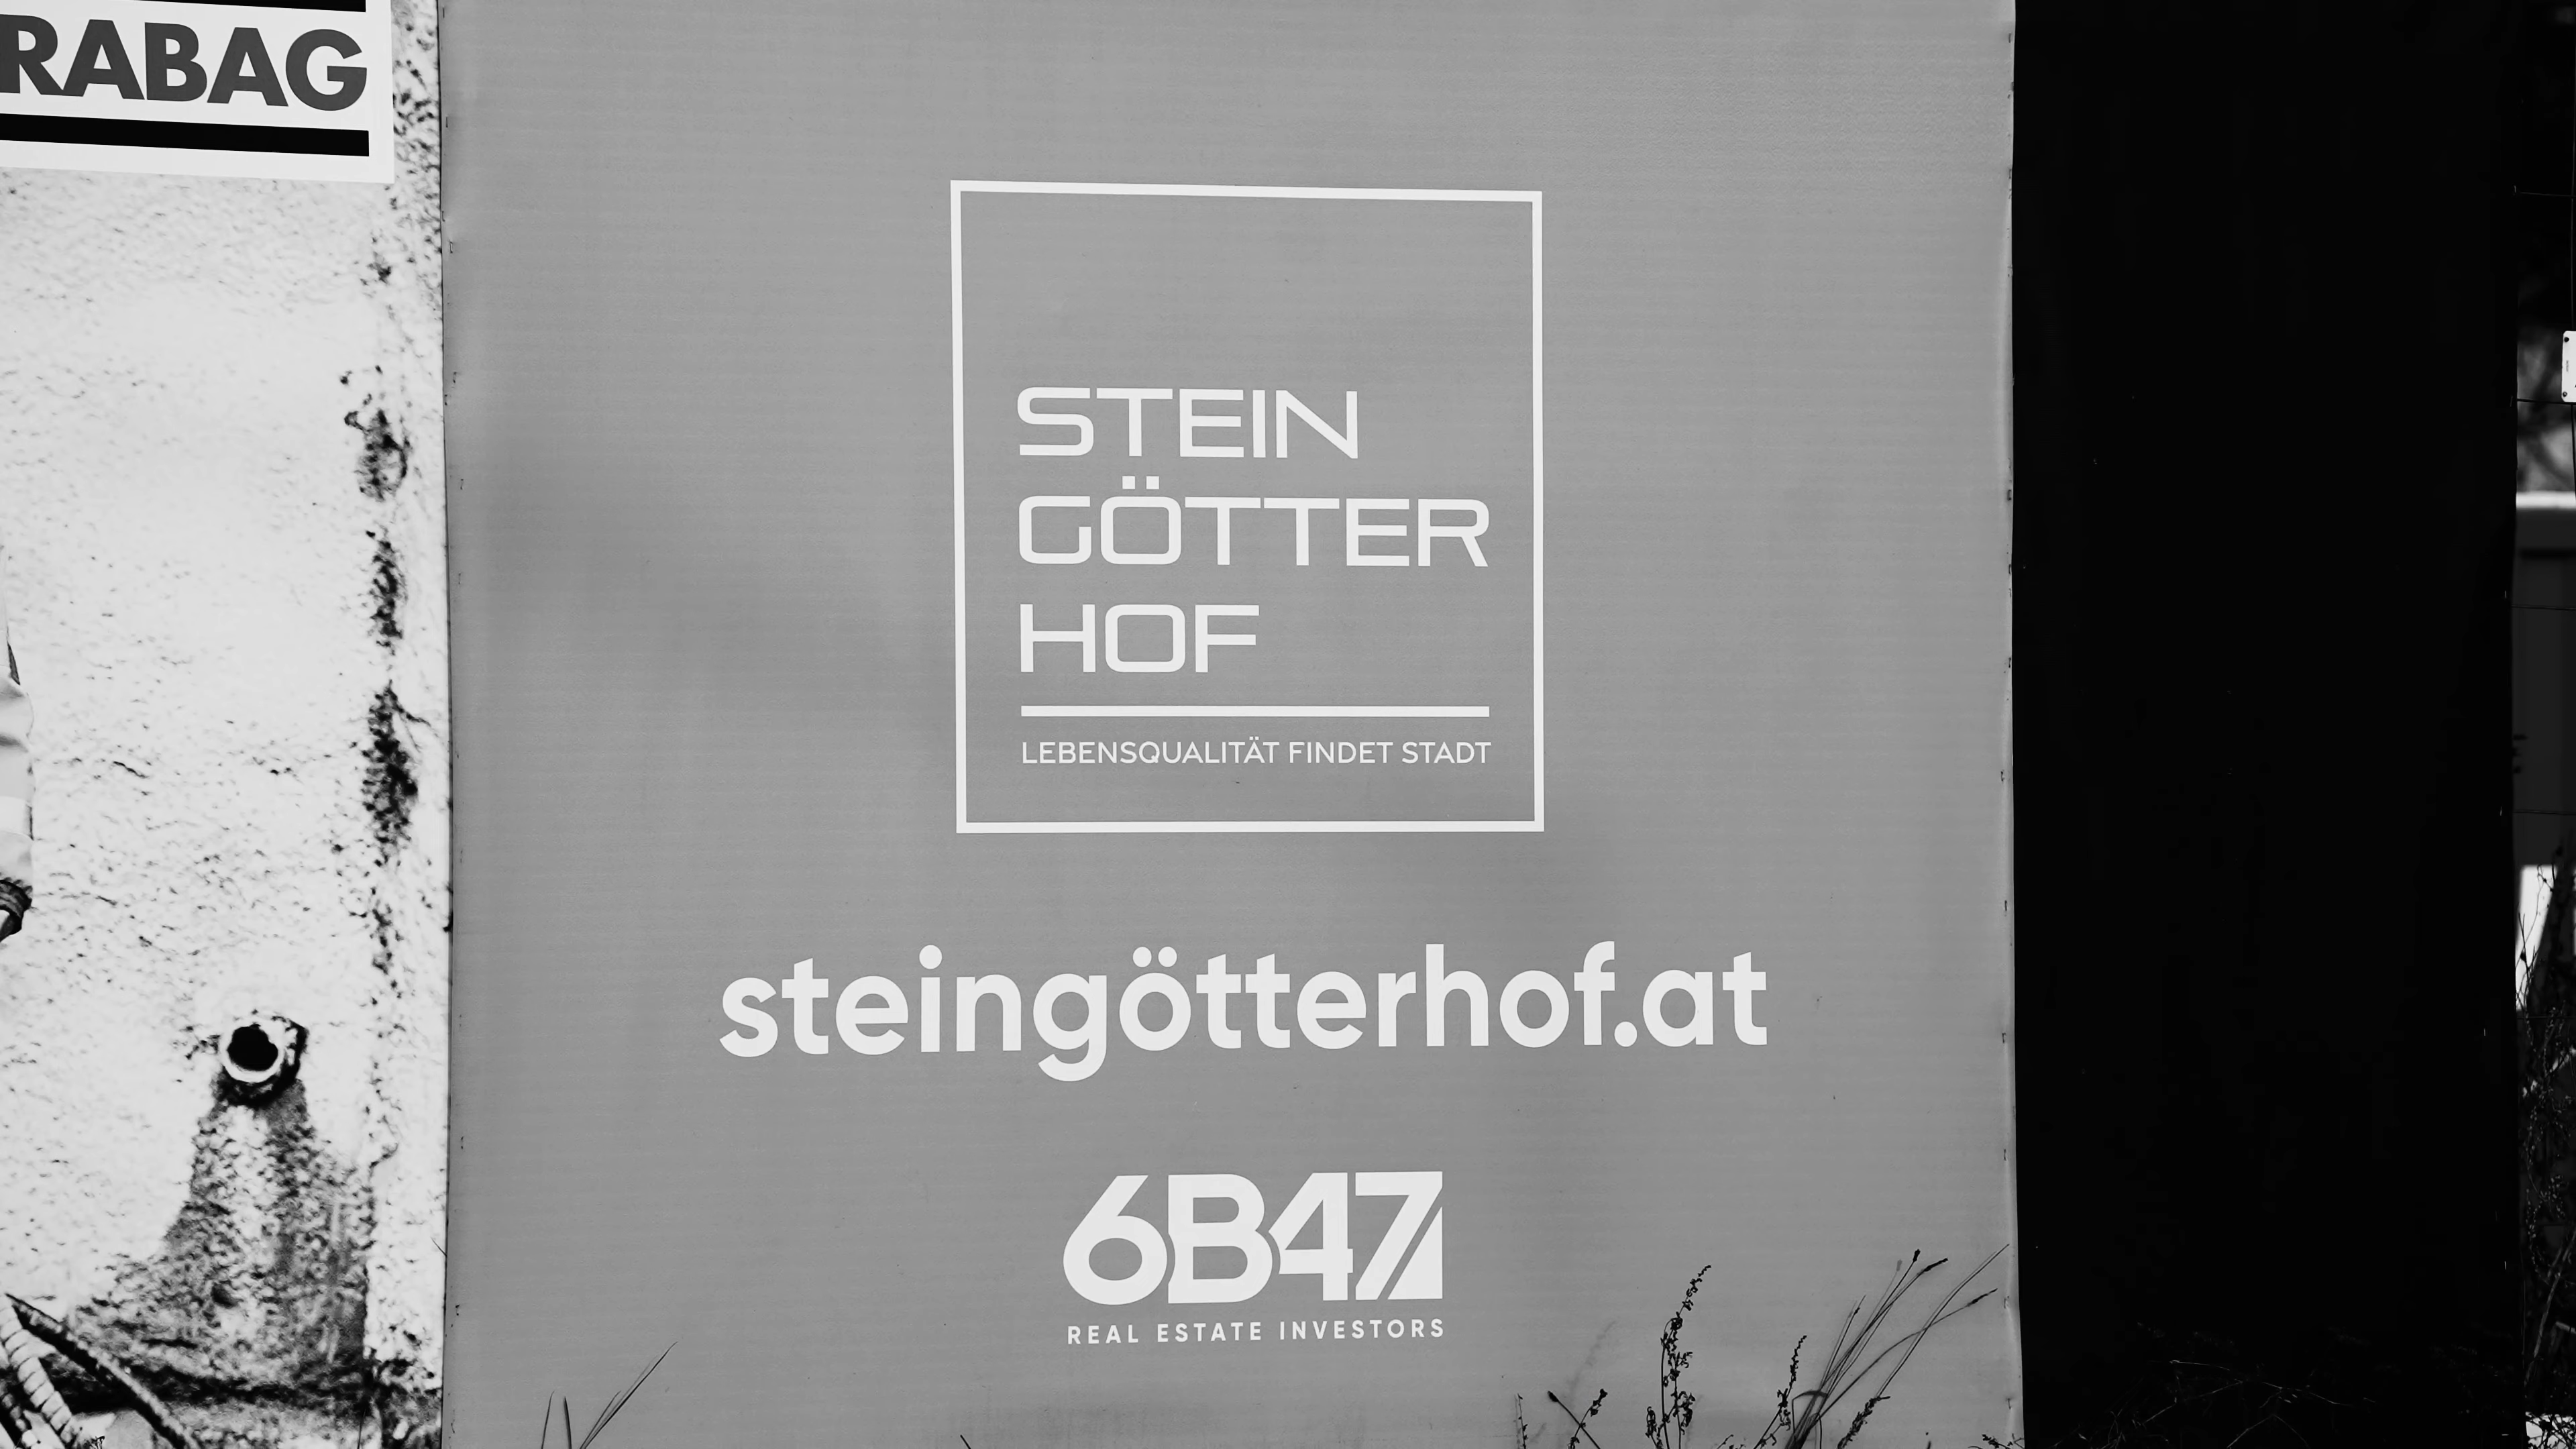 RABAG
STEIN
GÖTTER
HOF
LEBENSQUALITÄT FINDET STADT
steingötterhof.at
6B47
REAL ESTATE INVESTORS